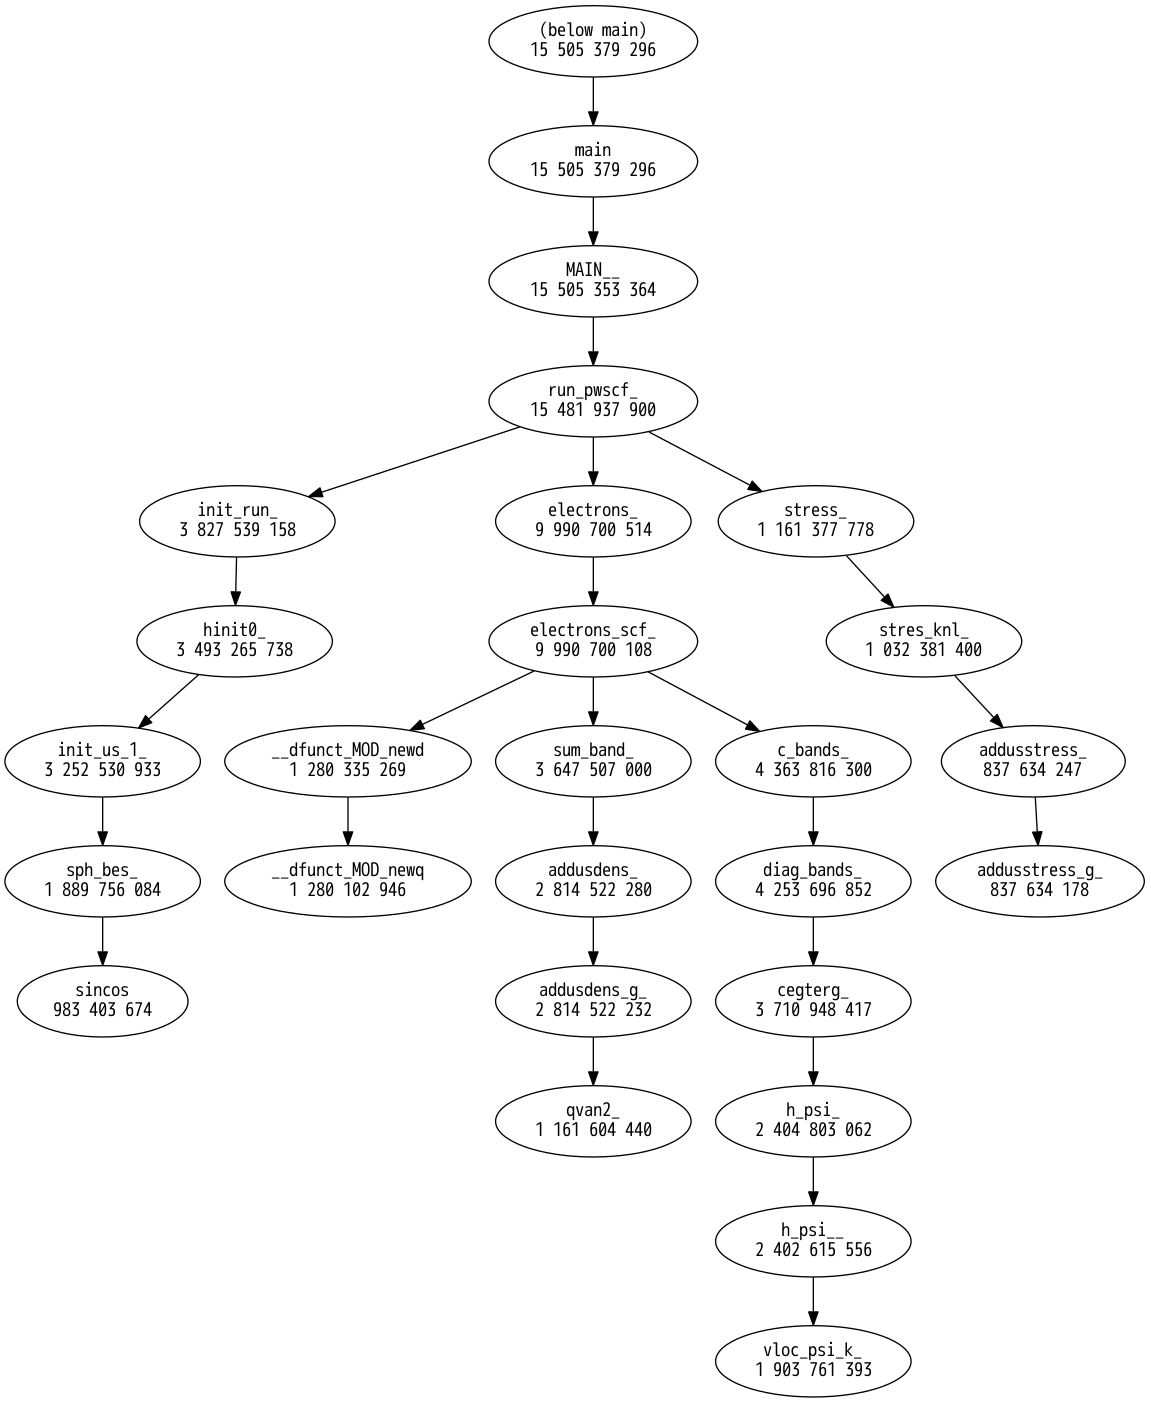 (below main)
15 505 379 296
main
15 505 379 296
MAIN__
15 505 353 364
run_pwscf_
15 481 937 900
init_run_
3 827 539 158
electrons_
9 990 700 514
stress_
1 161 377 778
hinit0_
3 493 265 738
electrons_scf_
9 990 700 108
stres_knl_
1 032 381 400
init_us_1_
3 252 530 933
__dfunct_MOD_newd
1 280 335 269
sum_band_
3 647 507 000
c_bands_
4 363 816 300
addusstress_
837 634 247
sph_bes_
1 889 756 084
__dfunct_MOD_newq
1 280 102 946
addusdens_
2 814 522 280
diag_bands_
4 253 696 852
addusstress_g_
837 634 178
sincos
983 403 674
addusdens_g_
2 814 522 232
cegterg_
3 710 948 417
qvan2_
1 161 604 440
h_psi_
2 404 803 062
h_psi__
2 402 615 556
vloc_psi_k_
1 903 761 393